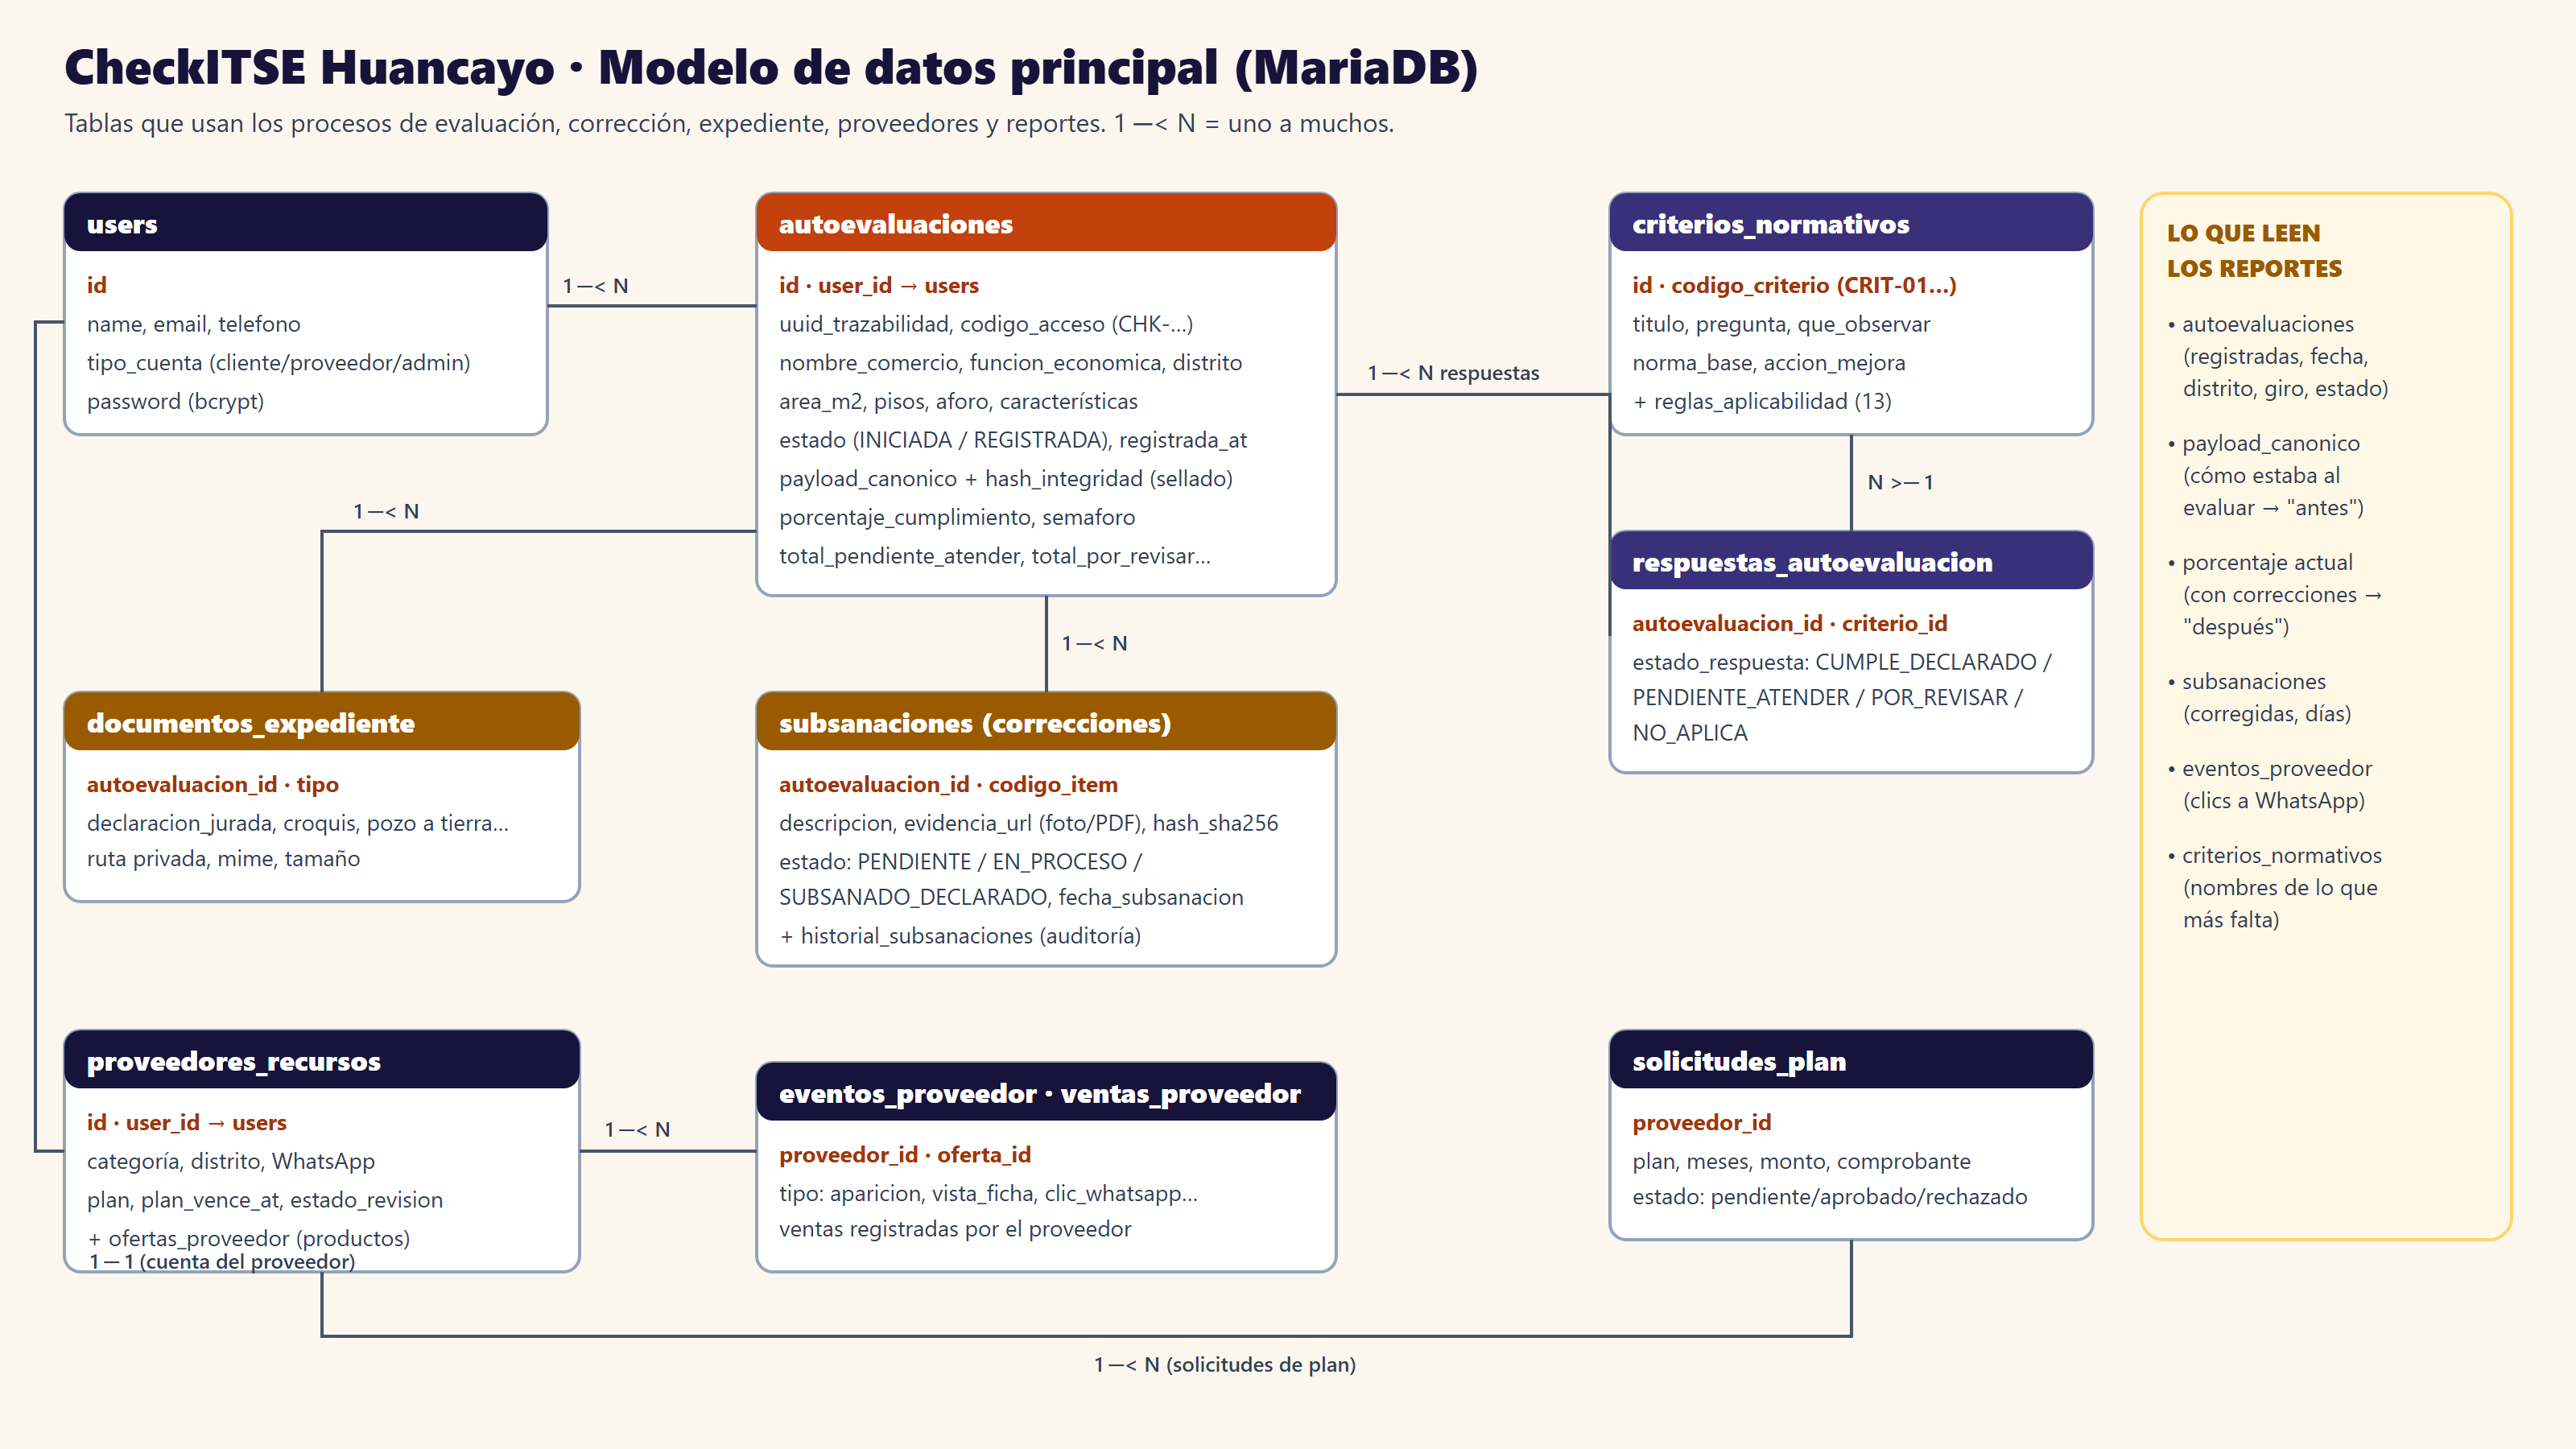 CheckITSE Huancayo · Modelo de datos principal (MariaDB)
Tablas que usan los procesos de evaluación, corrección, expediente, proveedores y reportes. 1 —< N = uno a muchos.
users
id
name, email, telefono
tipo_cuenta (cliente/proveedor/admin)
password (bcrypt)
1 —< N
autoevaluaciones
id · user_id → users
uuid_trazabilidad, codigo_acceso (CHK-...)
nombre_comercio, funcion_economica, distrito
area_m2, pisos, aforo, características
estado (INICIADA / REGISTRADA), registrada_at
payload_canonico + hash_integridad (sellado)
porcentaje_cumplimiento, semaforo
total_pendiente_atender, total_por_revisar...
1 —< N respuestas
criterios_normativos
id · codigo_criterio (CRIT-01...)
titulo, pregunta, que_observar
norma_base, accion_mejora
+ reglas_aplicabilidad (13)
N >— 1
respuestas_autoevaluacion
autoevaluacion_id · criterio_id
estado_respuesta: CUMPLE_DECLARADO /
PENDIENTE_ATENDER / POR_REVISAR /
NO_APLICA
1 —< N
1 —< N
documentos_expediente
autoevaluacion_id · tipo
declaracion_jurada, croquis, pozo a tierra...
ruta privada, mime, tamaño
subsanaciones (correcciones)
autoevaluacion_id · codigo_item
descripcion, evidencia_url (foto/PDF), hash_sha256
estado: PENDIENTE / EN_PROCESO /
SUBSANADO_DECLARADO, fecha_subsanacion
+ historial_subsanaciones (auditoría)
proveedores_recursos
id · user_id → users
categoría, distrito, WhatsApp
plan, plan_vence_at, estado_revision
+ ofertas_proveedor (productos)
1 — 1 (cuenta del proveedor)
1 —< N
eventos_proveedor · ventas_proveedor
proveedor_id · oferta_id
tipo: aparicion, vista_ficha, clic_whatsapp...
ventas registradas por el proveedor
solicitudes_plan
proveedor_id
plan, meses, monto, comprobante
estado: pendiente/aprobado/rechazado
1 —< N (solicitudes de plan)
LO QUE LEEN
LOS REPORTES
• autoevaluaciones
(registradas, fecha,
distrito, giro, estado)
• payload_canonico
(cómo estaba al
evaluar → "antes")
• porcentaje actual
(con correcciones →
"después")
• subsanaciones
(corregidas, días)
• eventos_proveedor
(clics a WhatsApp)
• criterios_normativos
(nombres de lo que
más falta)